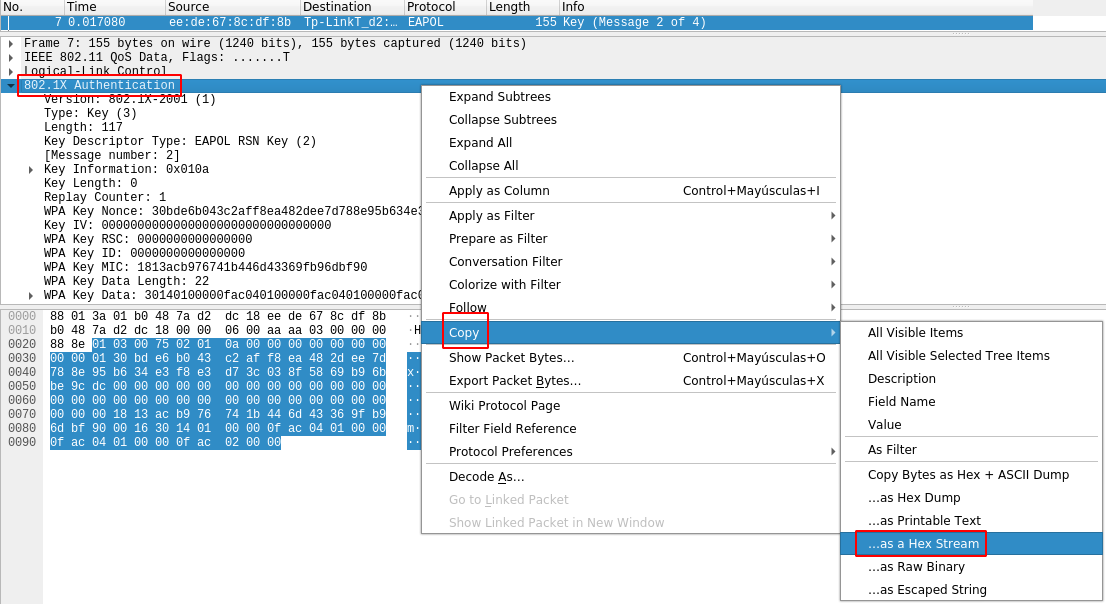 No. Time Source Destination Protocol Length Info
7 0.017080 ee:de:67:8c:df:8b Tp-LinkT_d2:… EAPOL 155 Key (Message 2 of 4)
Frame 7: 155 bytes on wire (1240 bits), 155 bytes captured (1240 bits)
IEEE 802.11 QoS Data, Flags: .......T
Logical-Link Control
802.1X Authentication
Version: 802.1X-2001 (1)
Type: Key (3)
Length: 117
Key Descriptor Type: EAPOL RSN Key (2)
[Message number: 2]
Key Information: 0x010a
Key Length: 0
Replay Counter: 1
WPA Key Nonce: 30bde6b043c2aff8ea482dee7d788e95b634e3
Key IV: 00000000000000000000000000000000
WPA Key RSC: 0000000000000000
WPA Key ID: 0000000000000000
WPA Key MIC: 1813acb976741b446d43369fb96dbf90
WPA Key Data Length: 22
WPA Key Data: 30140100000fac040100000fac040100000fac0
0000 88 01 3a 01 b0 48 7a d2 dc 18 ee de 67 8c df 8b ··
0010 b0 48 7a d2 dc 18 00 00 06 00 aa aa 03 00 00 00 ·H
0020 88 8e 01 03 00 75 02 01 0a 00 00 00 00 00 00 00 ··
0030 00 00 01 30 bd e6 b0 43 c2 af f8 ea 48 2d ee 7d ··
0040 78 8e 95 b6 34 e3 f8 e3 d7 3c 03 8f 58 69 b9 6b x·
0050 be 9c dc 00 00 00 00 00 00 00 00 00 00 00 00 00 ··
0060 00 00 00 00 00 00 00 00 00 00 00 00 00 00 00 00 ··
0070 00 00 00 18 13 ac b9 76 74 1b 44 6d 43 36 9f b9 ··
0080 6d bf 90 00 16 30 14 01 00 00 0f ac 04 01 00 00 m·
0090 0f ac 04 01 00 00 0f ac 02 00 00 ··
Expand Subtrees
Collapse Subtrees
Expand All
Collapse All
Apply as Column Control+Mayúsculas+I
Apply as Filter
Prepare as Filter
Conversation Filter
Colorize with Filter
Follow
Copy
Show Packet Bytes… Control+Mayúsculas+O
Export Packet Bytes… Control+Mayúsculas+X
Wiki Protocol Page
Filter Field Reference
Protocol Preferences
Decode As…
Go to Linked Packet
Show Linked Packet in New Window
All Visible Items
All Visible Selected Tree Items
Description
Field Name
Value
As Filter
Copy Bytes as Hex + ASCII Dump
…as Hex Dump
…as Printable Text
…as a Hex Stream
…as Raw Binary
…as Escaped String